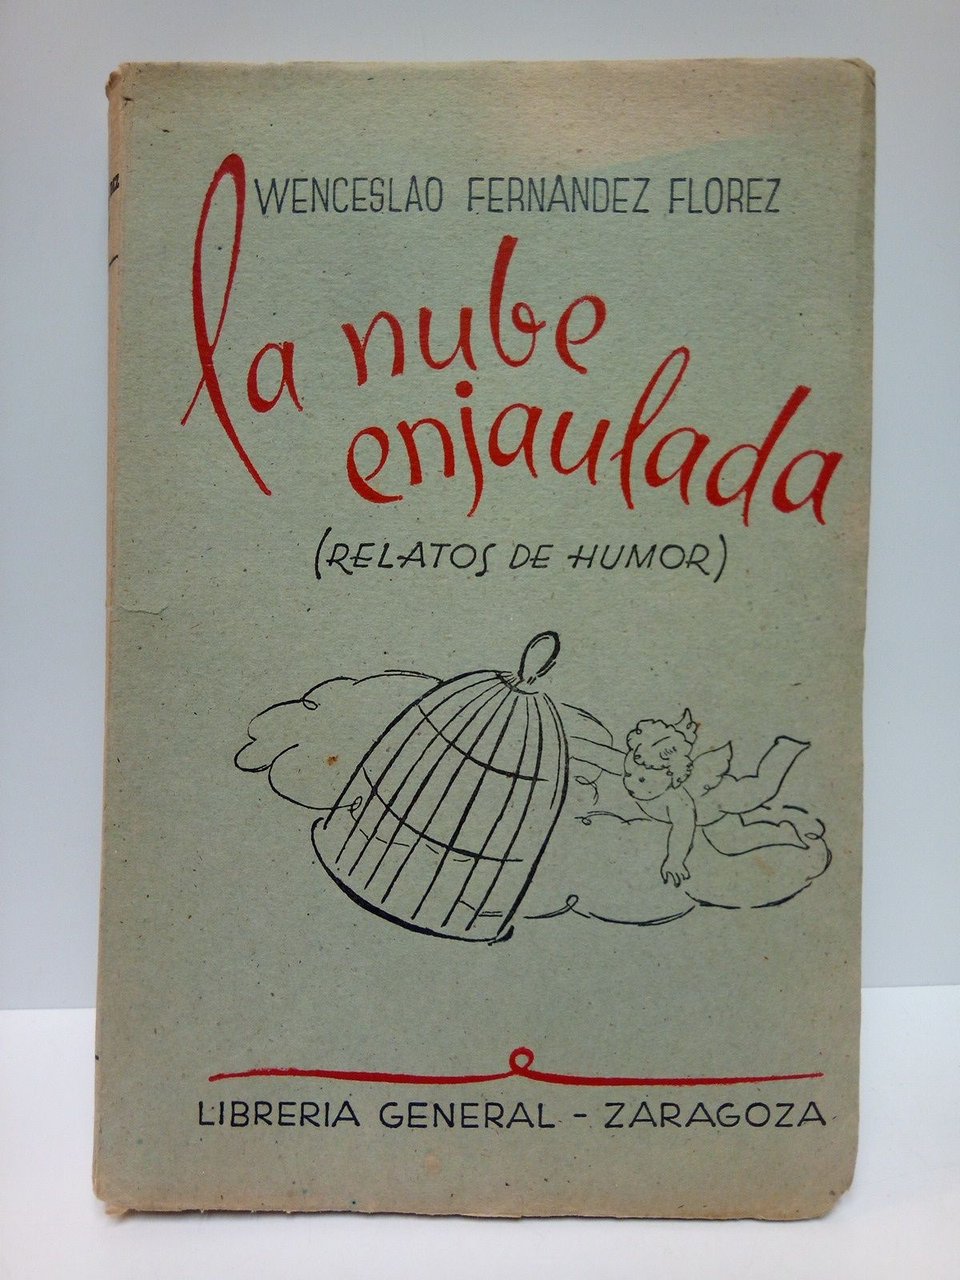 WENCESLAO FERNANDEZ FLOREZ
la nube
enjaulada
(RELATOS DE HUMOR)
LIBRERIA GENERAL - ZARAGOZA